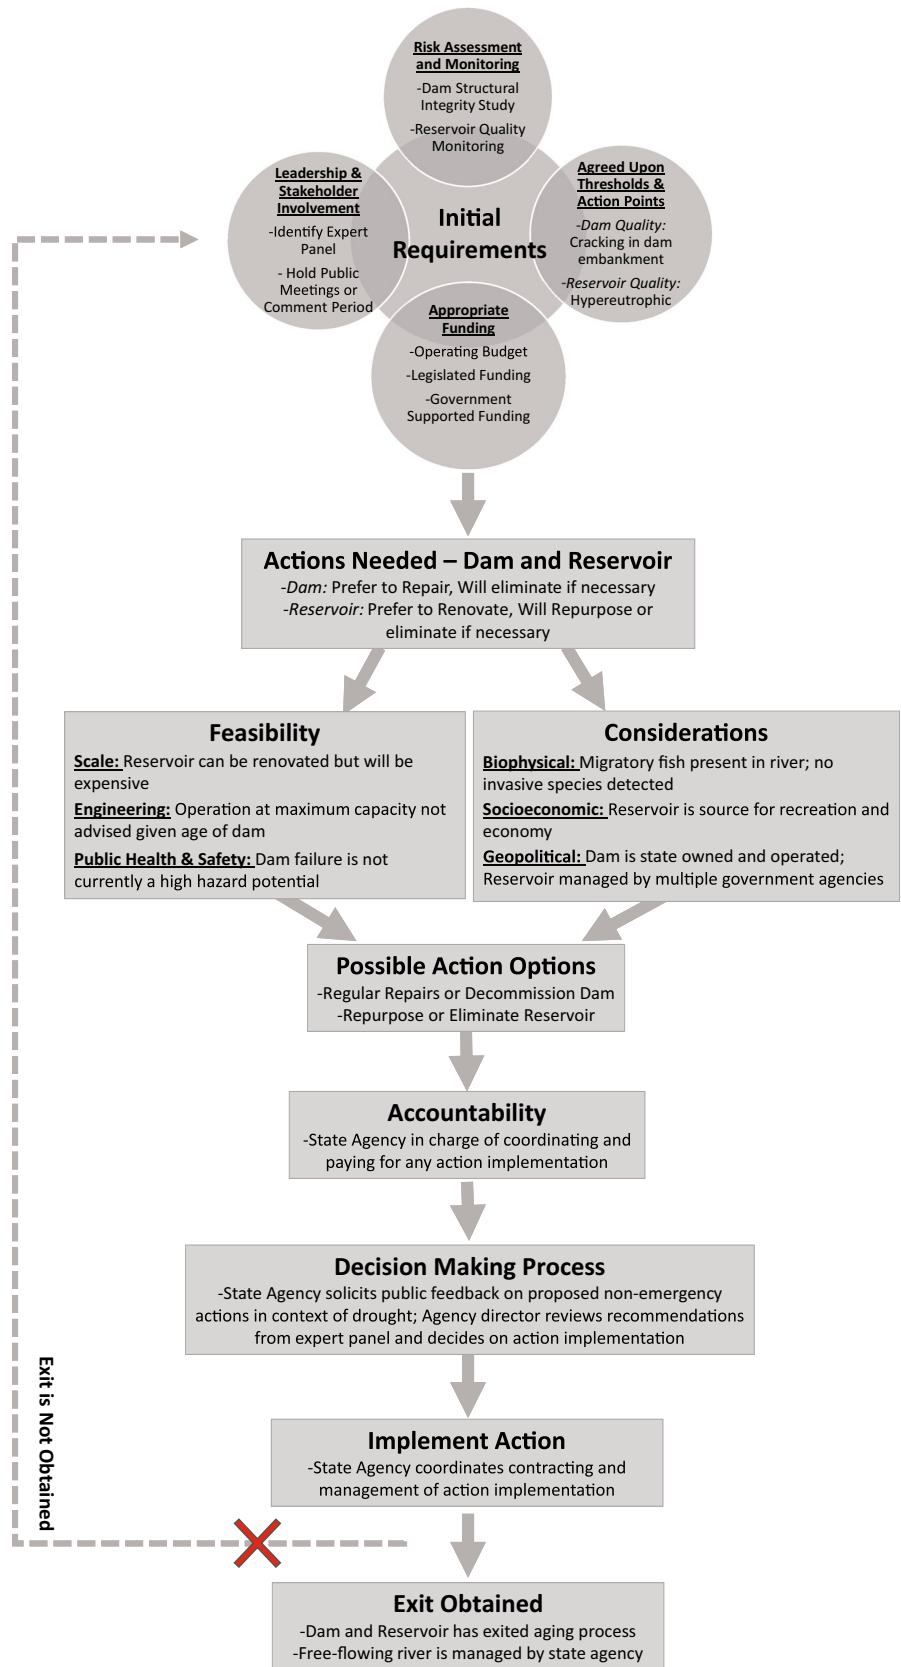 Risk Assessment
and Monitoring
-Dam Structural
Integrity Study
-Reservoir Quality
Monitoring
Leadership &
Stakeholder
Involvement
-Identify Expert
Panel
- Hold Public
Meetings or
Comment Period
Initial
Requirements
Agreed Upon
Thresholds &
Action Points
-Dam Quality:
Cracking in dam
embankment
-Reservoir Quality:
Hypereutrophic
Appropriate
Funding
-Operating Budget
-Legislated Funding
-Government
Supported Funding
Actions Needed – Dam and Reservoir
-Dam: Prefer to Repair, Will eliminate if necessary
-Reservoir: Prefer to Renovate, Will Repurpose or
eliminate if necessary
Feasibility
Scale: Reservoir can be renovated but will be
expensive
Engineering: Operation at maximum capacity not
advised given age of dam
Public Health & Safety: Dam failure is not
currently a high hazard potential
Considerations
Biophysical: Migratory fish present in river; no
invasive species detected
Socioeconomic: Reservoir is source for recreation and
economy
Geopolitical: Dam is state owned and operated;
Reservoir managed by multiple government agencies
Possible Action Options
-Regular Repairs or Decommission Dam
-Repurpose or Eliminate Reservoir
Accountability
-State Agency in charge of coordinating and
paying for any action implementation
Decision Making Process
-State Agency solicits public feedback on proposed non-emergency
actions in context of drought; Agency director reviews recommendations
from expert panel and decides on action implementation
Implement Action
-State Agency coordinates contracting and
management of action implementation
Exit is Not Obtained
Exit Obtained
-Dam and Reservoir has exited aging process
-Free-flowing river is managed by state agency